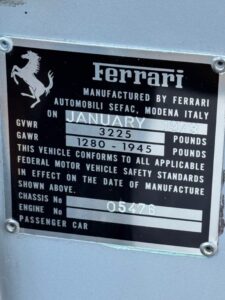 Ferrari
MANUFACTURED BY FERRARI
AUTOMOBILI SEFAC, MODENA ITALY
ON JANUARY
GVWR 3225 POUNDS
GAWR 1280 - 1945 POUNDS
THIS VEHICLE CONFORMS TO ALL APPLICABLE
FEDERAL MOTOR VEHICLE SAFETY STANDARDS
IN EFFECT ON THE DATE OF MANUFACTURE
SHOWN ABOVE.
CHASSIS No 05476
ENGINE No
PASSENGER CAR